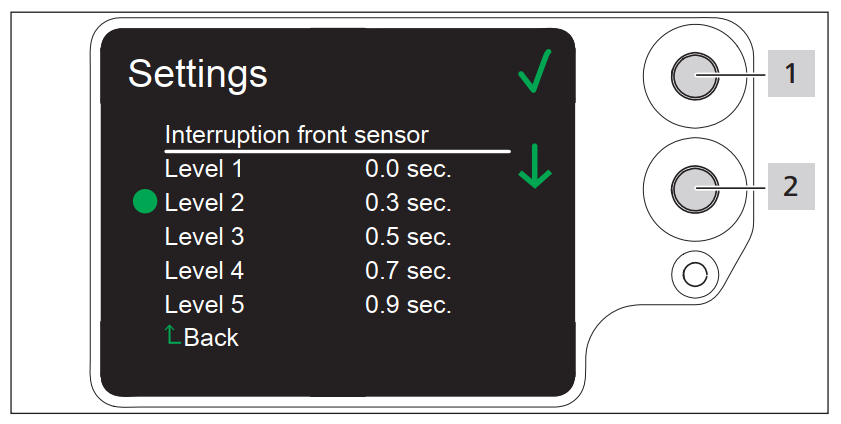 Settings
1
Interruption front sensor
Level 1 0.0 sec.
Level 2 0.3 sec.
2
Level 3 0.5 sec.
Level 4 0.7 sec.
Level 5 0.9 sec.
Back